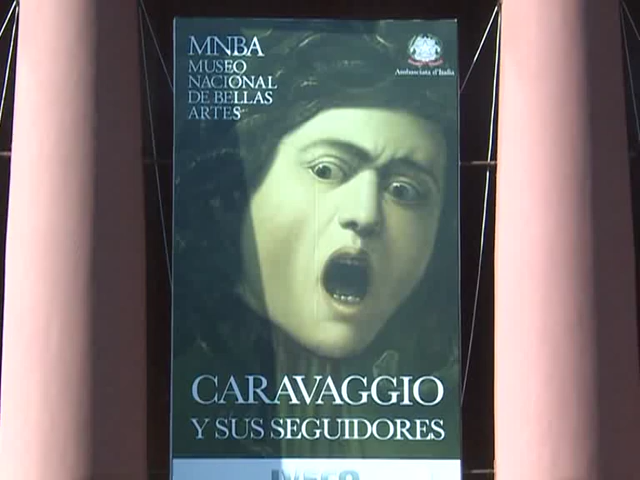 MNBA
MUSEO
NACIONAL
DE BELLAS
ARTES
Ambasciata d'Italia
CARAVAGGIO
Y SUS SEGUIDORES